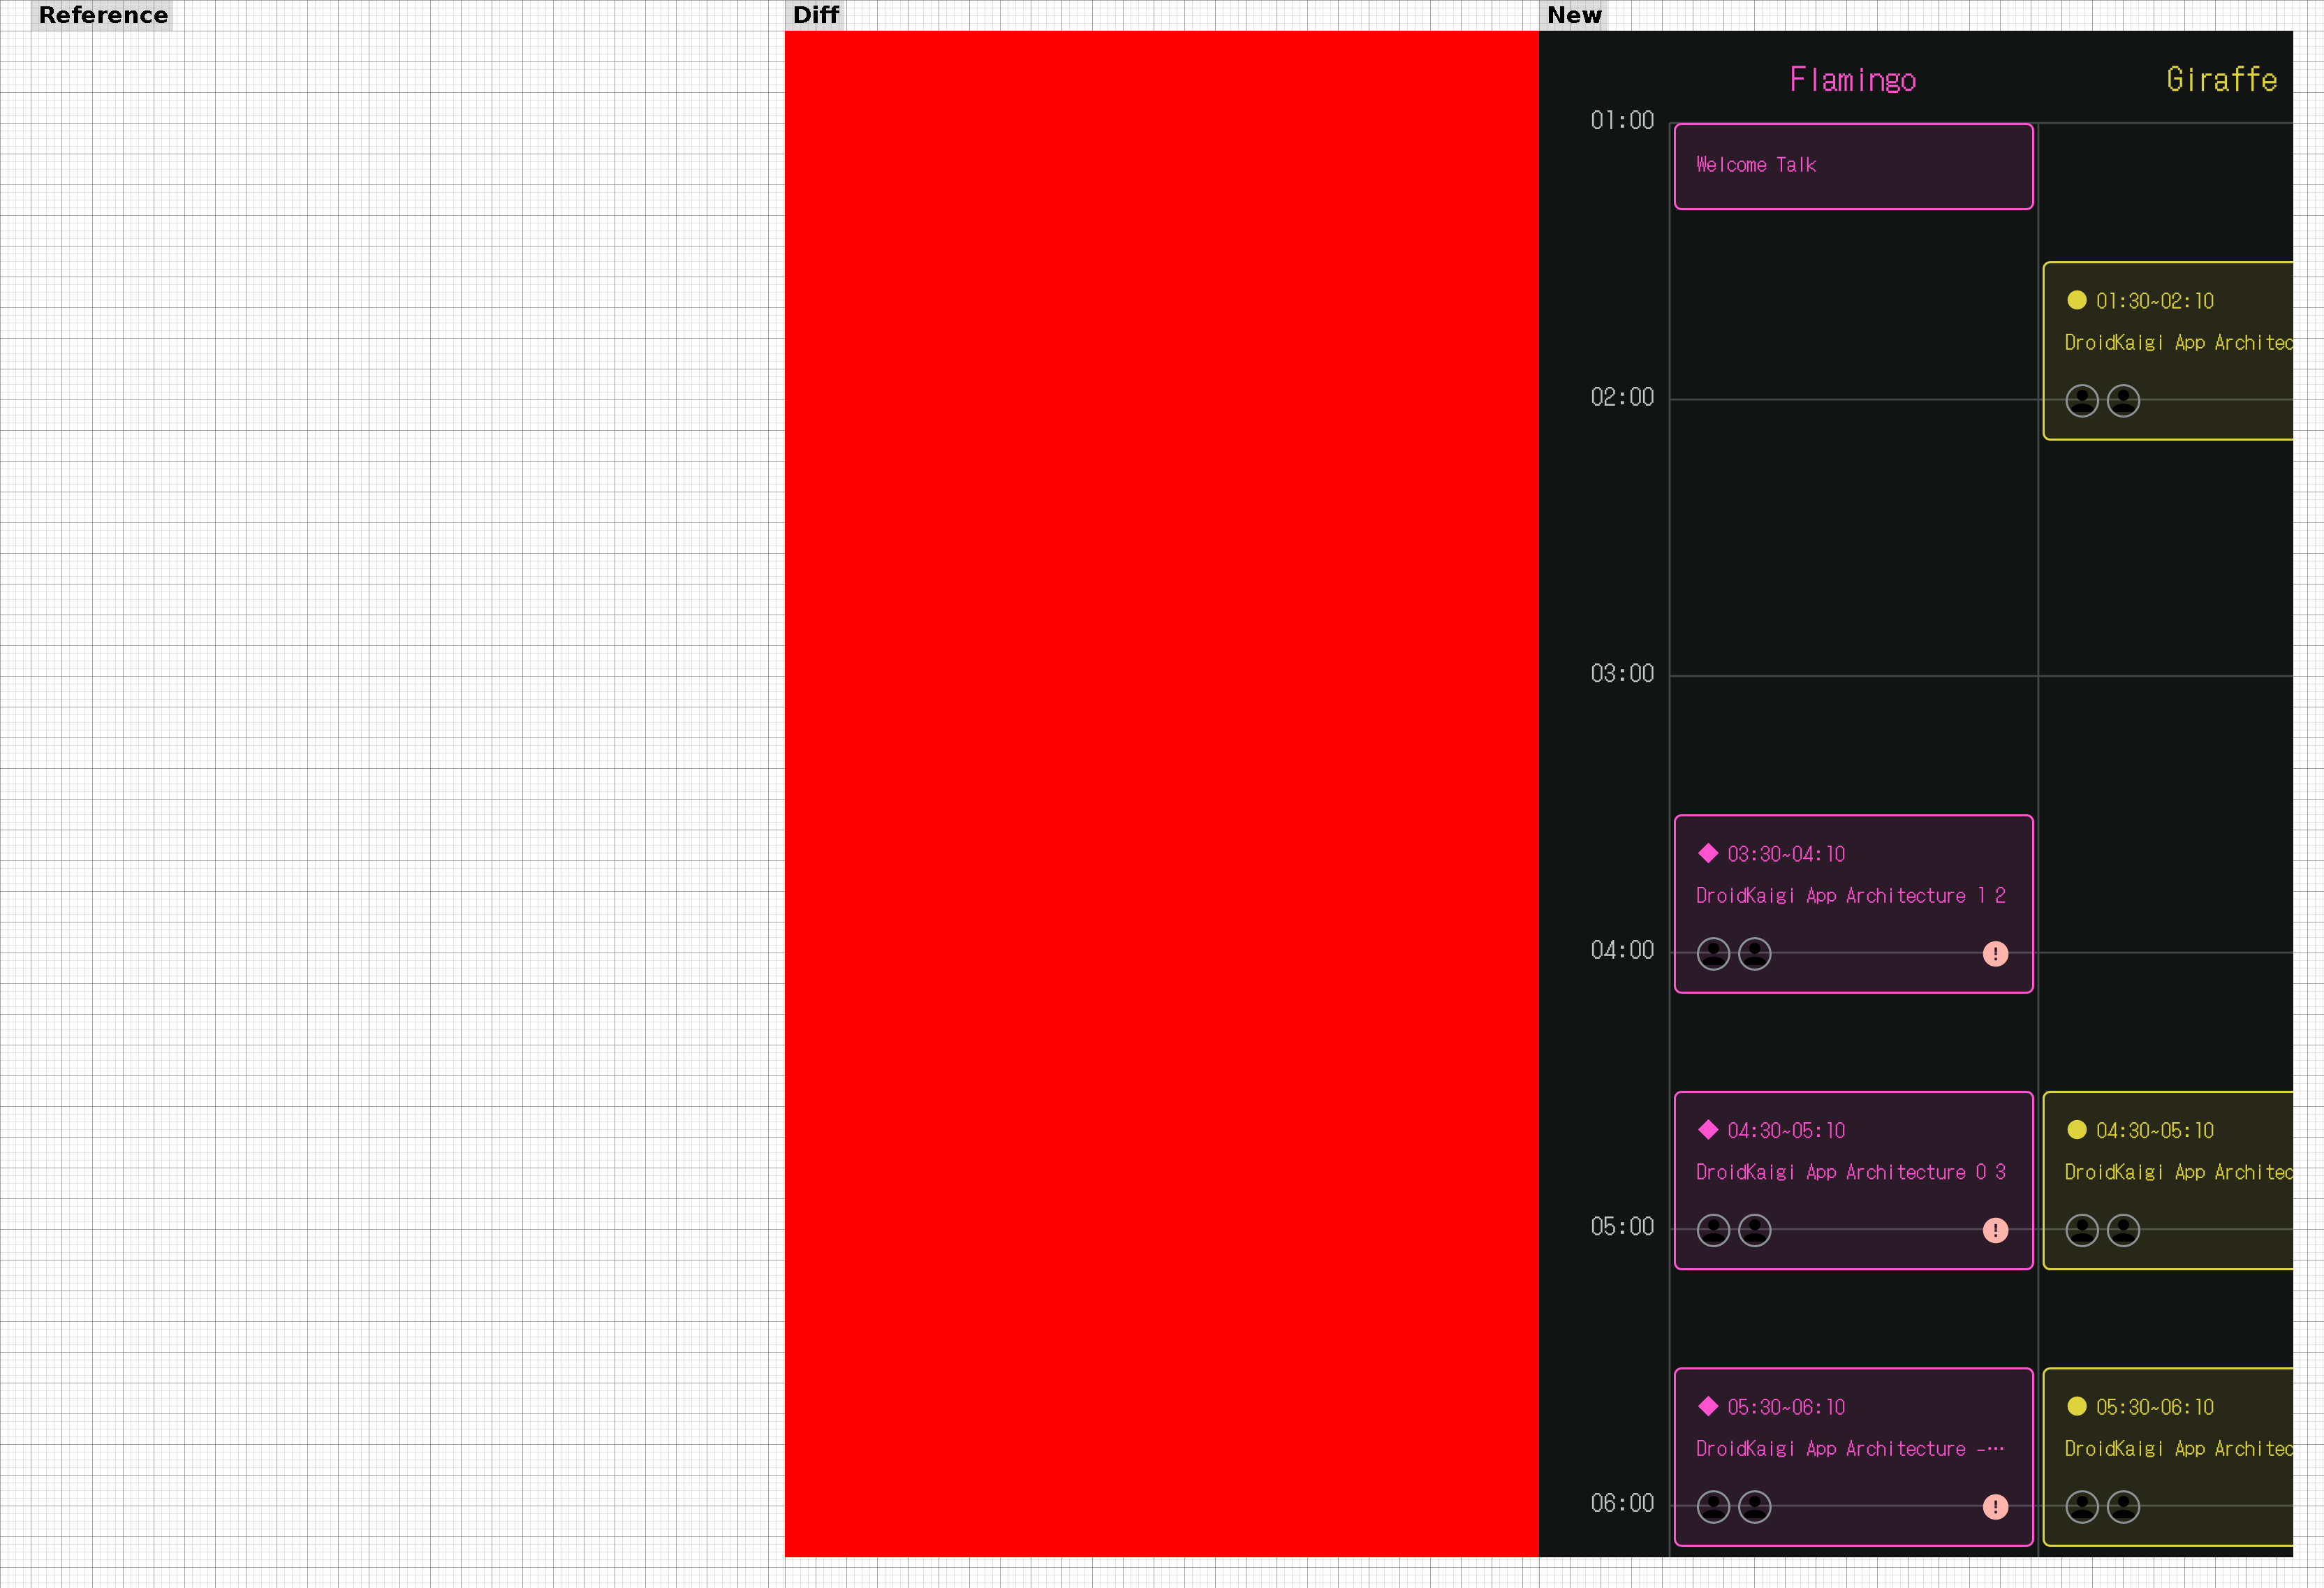 Reference
Diff
New
Flamingo
Giraffe
01:00
Welcome Talk
01:30~02:10
DroidKaigi App Architec
02:00
03:00
03:30~04:10
DroidKaigi App Architecture 1 2
04:00
!
04:30~05:10
04:30~05:10
DroidKaigi App Architecture 0 3
DroidKaigi App Architec
05:00
!
05:30~06:10
05:30~06:10
DroidKaigi App Architecture -…
DroidKaigi App Architec
06:00
!